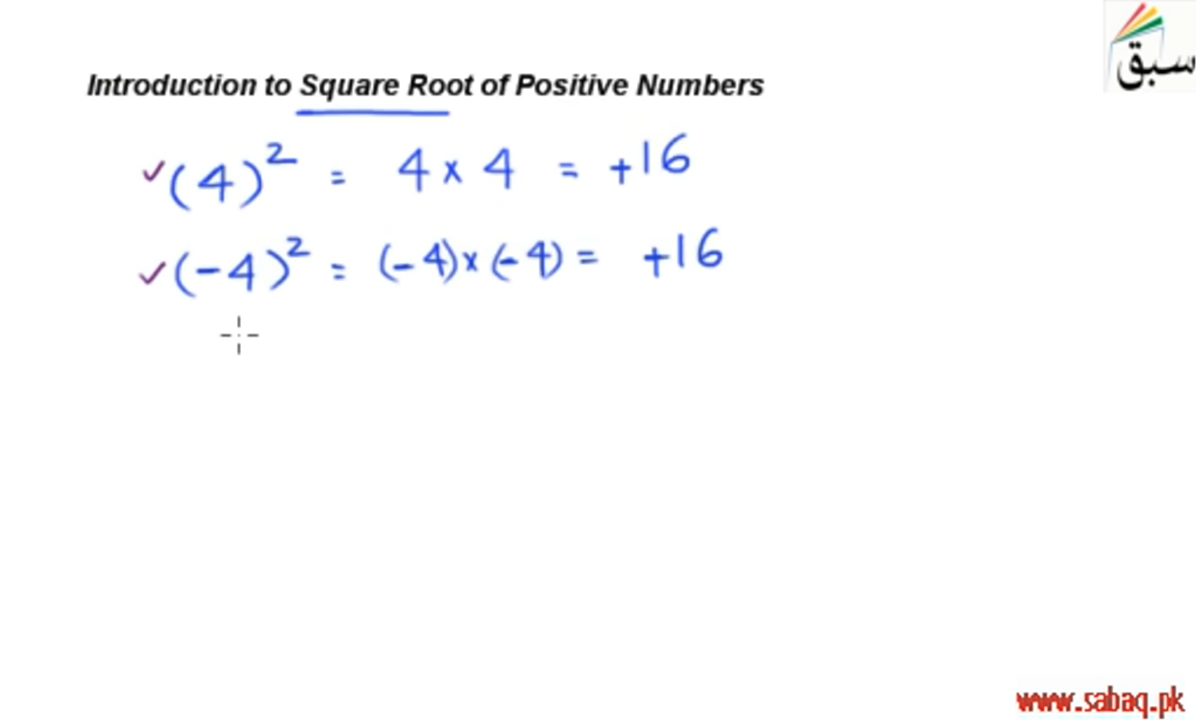 سبق
Introduction to Square Root of Positive Numbers
✓(4)² = 4 × 4 = +16
✓(-4)² = (-4)×(-4) = +16
www.sabaq.pk